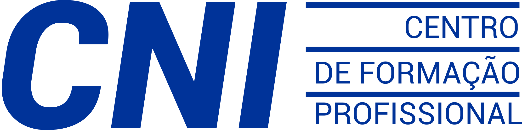 CNI
CENTRO
DE FORMAÇÃO
PROFISSIONAL